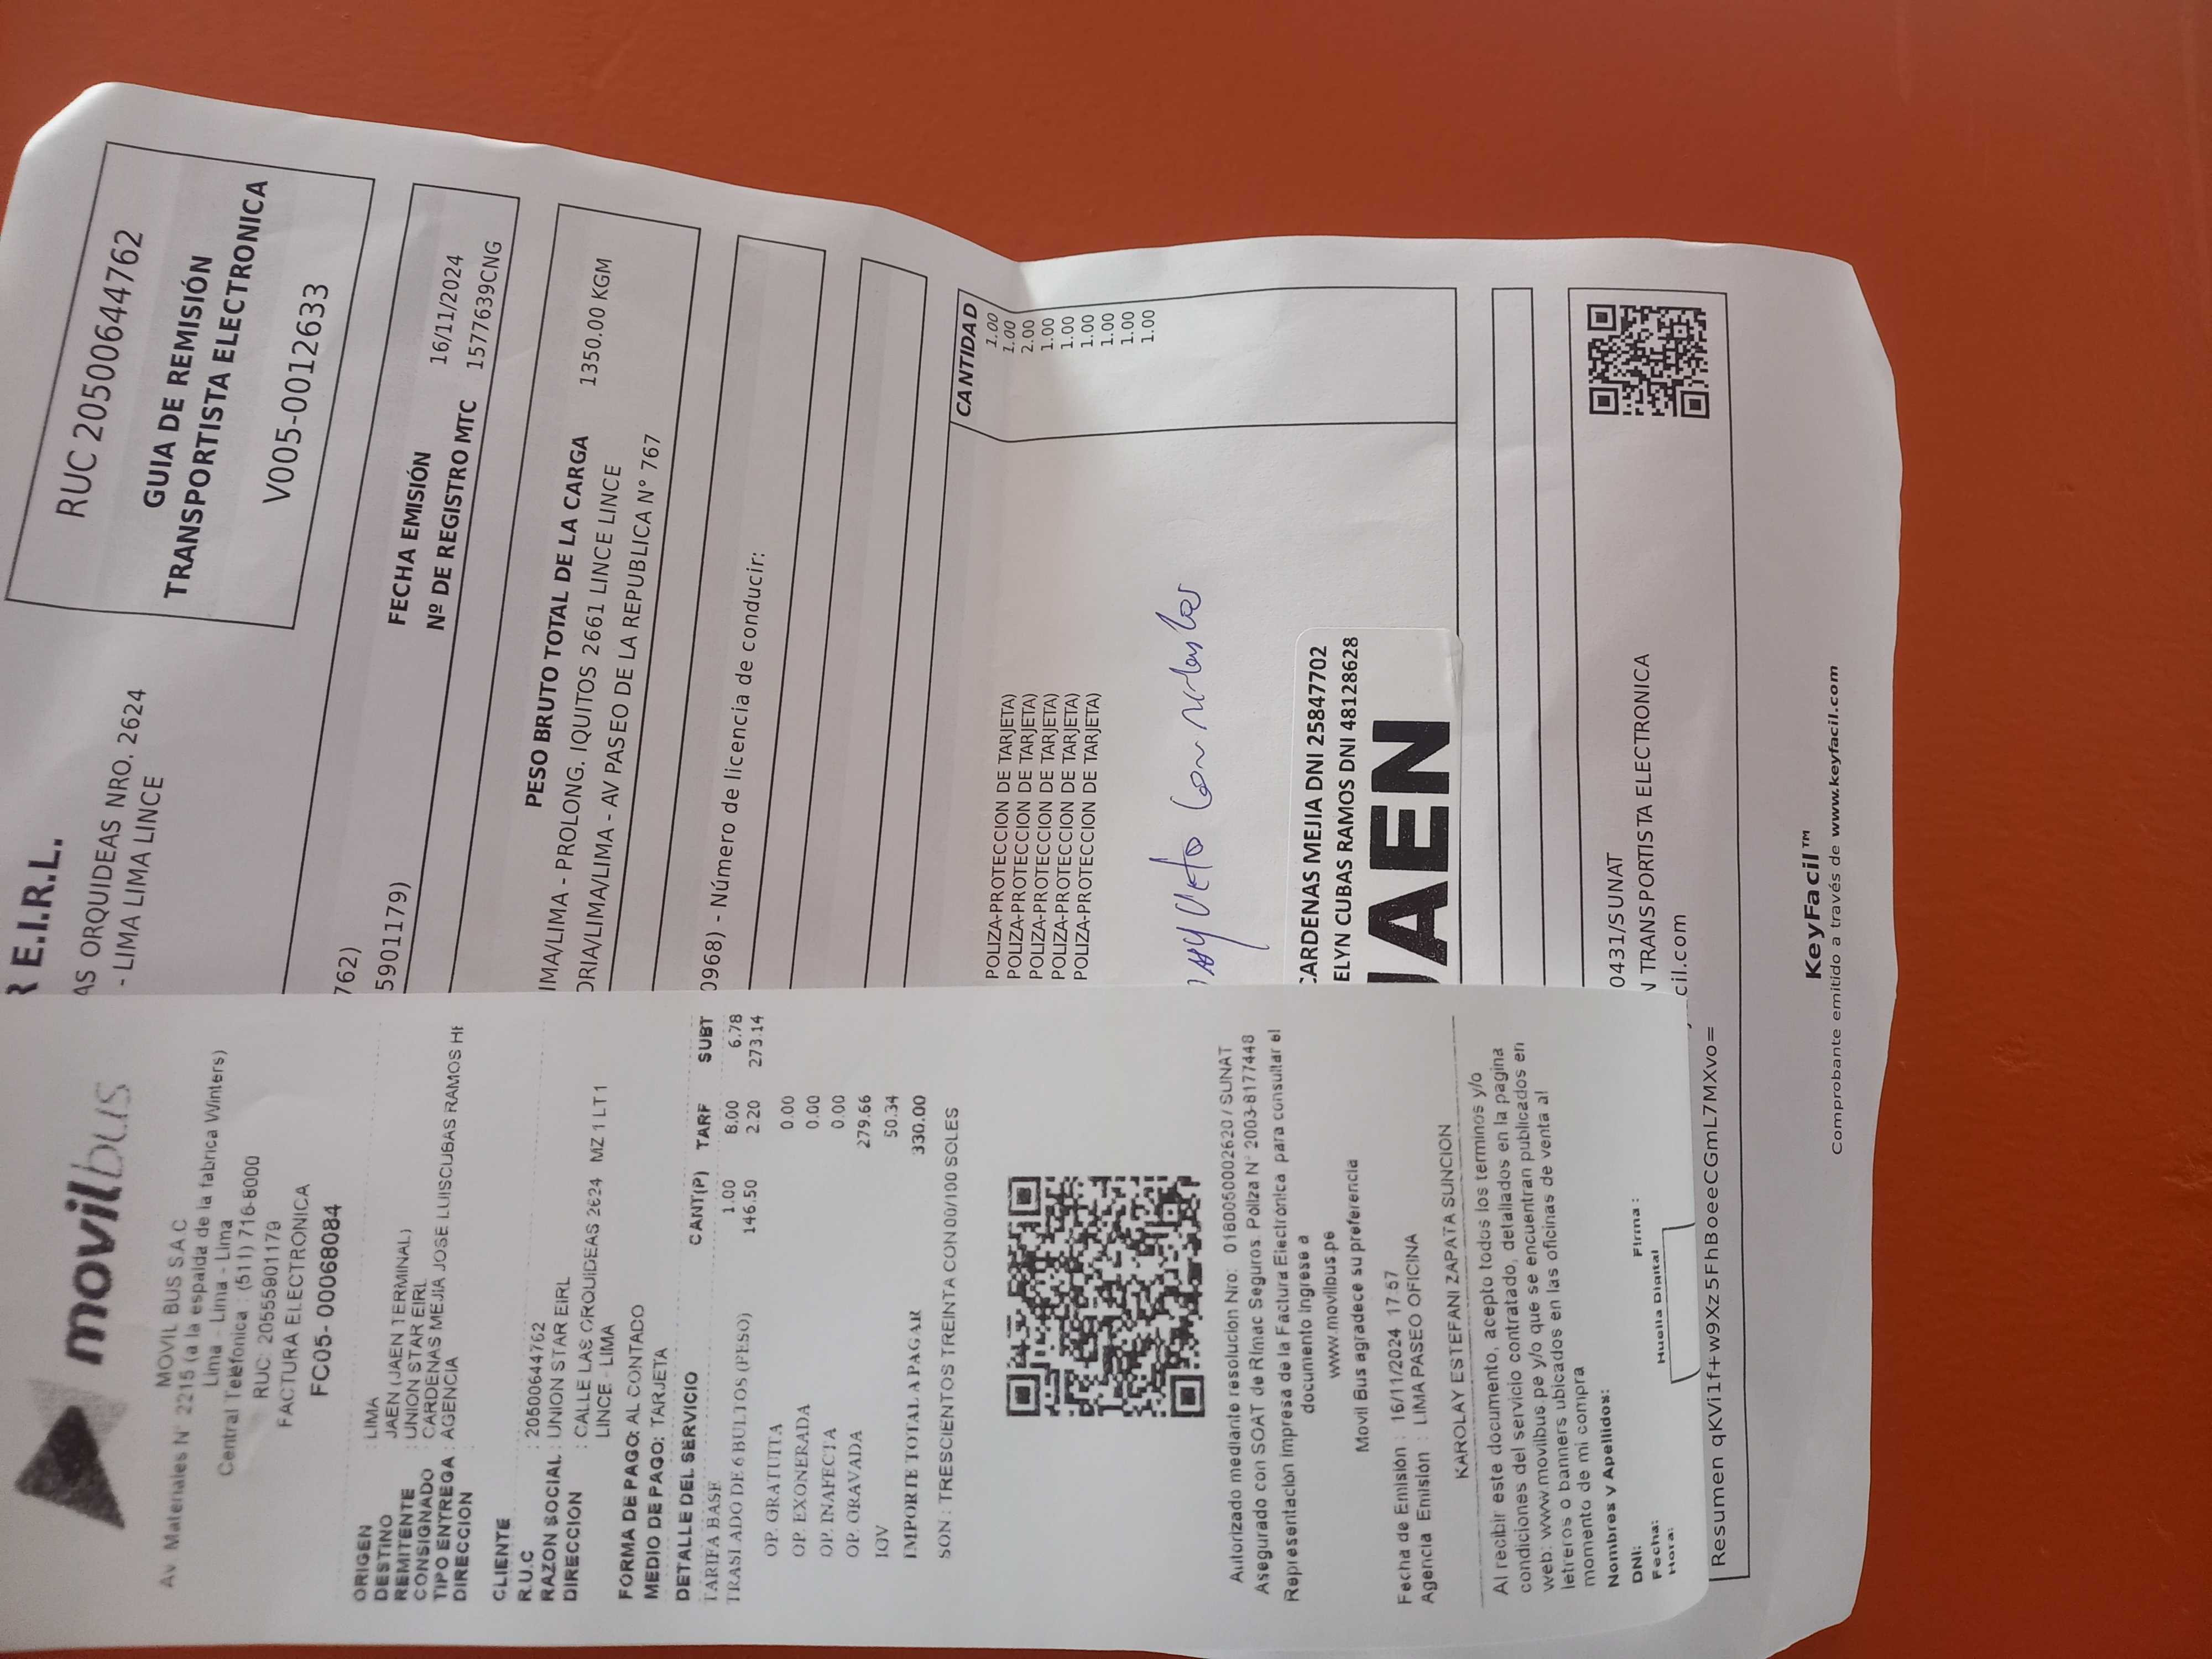 movilbus
MOVIL BUS S.A.C
Av Materiales N° 2215 (a la espalda de la fabrica Winters)
Lima - Lima - Lima
Central Telefónica : (511) 716-8000
RUC: 20555901179
FACTURA ELECTRONICA
FC05- 00068084
ORIGEN : LIMA
DESTINO JAEN (JAEN TERMINAL)
REMITENTE : UNION STAR EIRL
CONSIGNADO : CARDENAS MEJIA JOSE LUISCUBAS RAMOS
TIPO ENTREGA : AGENCIA
DIRECCION :
CLIENTE
R.U.C : 20500644762
RAZON SOCIAL : UNION STAR EIRL
DIRECCION : CALLE LAS ORQUIDEAS 2624 MZ 1 LT1
LINCE - LIMA
FORMA DE PAGO: AL CONTADO
MEDIO DE PAGO: TARJETA
DETALLE DEL SERVICIO CANT(P) TARF SUBT
TARIFA BASE 1.00 8.00 6.78
TRASLADO DE 6 BULTOS (PESO) 146.50 2.20 273.14
OP. GRATUITA 0.00
OP. EXONERADA 0.00
OP. INAFECTA 0.00
OP. GRAVADA 279.66
IGV 50.34
IMPORTE TOTAL A PAGAR 330.00
SON : TRESCIENTOS TREINTA CON 00/100 SOLES
Autorizado mediante resolucion Nro: 0180050002620 / SUNAT
Asegurado con SOAT de Rimac Seguros. Poliza N° 2003-8177448
Representación impresa de la Factura Electronica para consultar el
documento ingrese a
www.movilbus.pe
Movil Bus agradece su preferencia
Fecha de Emisión : 16/11/2024 17:57
Agencia Emisión : LIMA PASEO OFICINA
KAROLAY ESTEFANI ZAPATA SUNCION
Al recibir este documento, acepto todos los terminos y/o
condiciones del servicio contratado, detallados en la pagina
web: www.movilbus.pe y/o que se encuentran publicados en
letreros o banners ubicados en las oficinas de venta al
momento de mi compra
Nombres y Apellidos:
DNI: Firma :
Fecha:
Hora:
Huella Digital
R E.I.R.L.
AS ORQUIDEAS NRO. 2624
- LIMA LIMA LINCE
RUC 20500644762
GUIA DE REMISIÓN
TRANSPORTISTA ELECTRONICA
V005-0012633
762)
5901179)
FECHA EMISIÓN 16/11/2024
Nº DE REGISTRO MTC 1577639CNG
PESO BRUTO TOTAL DE LA CARGA 1350.00 KGM
IMA/LIMA - PROLONG. IQUITOS 2661 LINCE LINCE
ORIA/LIMA/LIMA - AV PASEO DE LA REPUBLICA N° 767
0968) - Número de licencia de conducir:
CANTIDAD
1.00
1.00
2.00
1.00
1.00
1.00
1.00
1.00
1.00
POLIZA-PROTECCION DE TARJETA)
POLIZA-PROTECCION DE TARJETA)
POLIZA-PROTECCION DE TARJETA)
POLIZA-PROTECCION DE TARJETA)
POLIZA-PROTECCION DE TARJETA)
CARDENAS MEJIA DNI 25847702
ELYN CUBAS RAMOS DNI 48128628
JAEN
0431/SUNAT
N TRANSPORTISTA ELECTRONICA
cil.com
Resumen qKVi1f+w9Xz5FhBoeeCGmL7MXvo=
KeyFacil™
Comprobante emitido a través de www.keyfacil.com